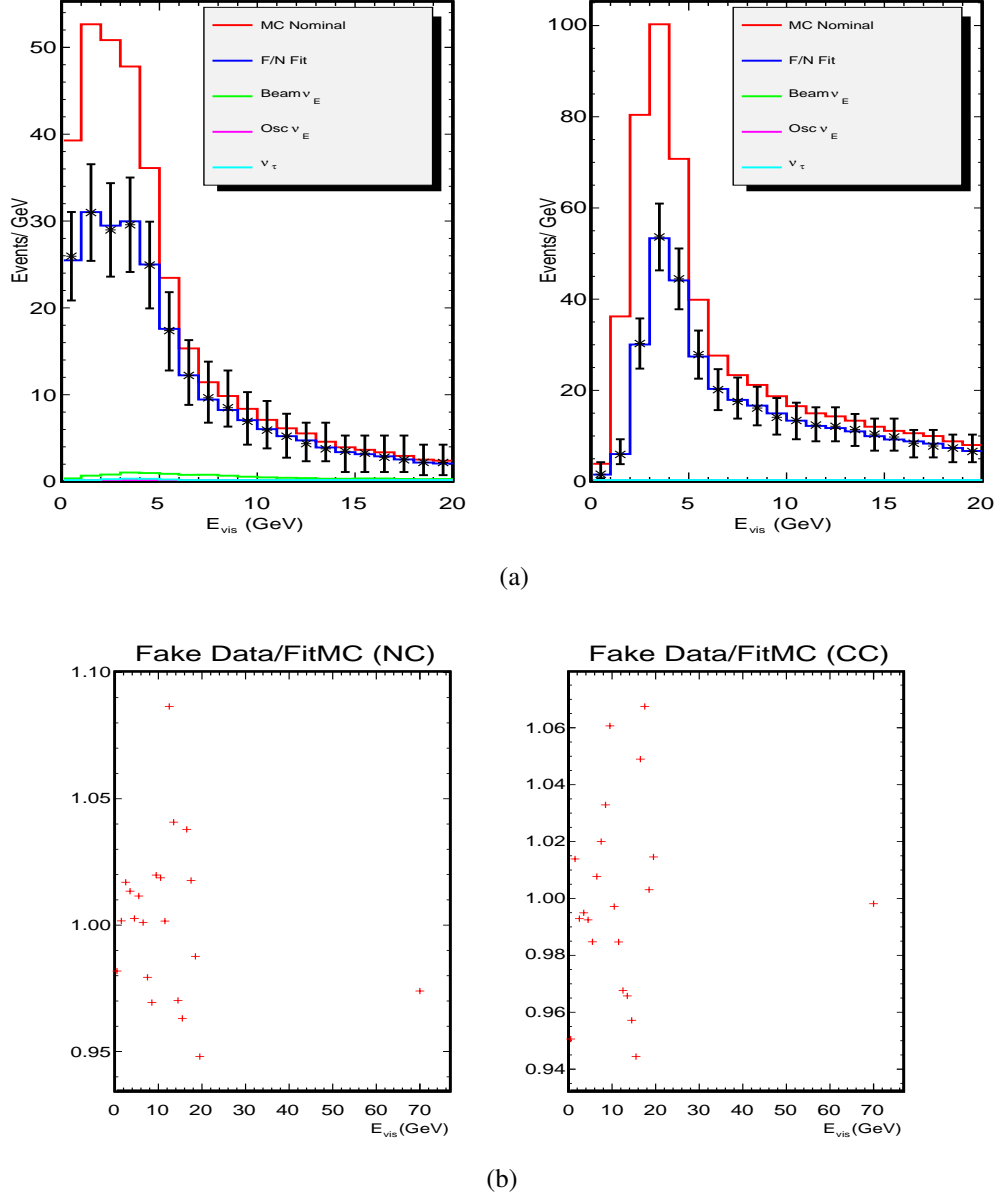 MC Nominal
F/N Fit
Beam ν E
Osc ν E
ν τ
Events/ GeV
50
40
30
20
10
0
0 5 10 15 20
E vis (GeV)
MC Nominal
F/N Fit
Beam ν E
Osc ν E
ν τ
Events/ GeV
100
80
60
40
20
0
0 5 10 15 20
E vis (GeV)
(a)
Fake Data/FitMC (NC)
1.10
1.05
1.00
0.95
0 10 20 30 40 50 60 70
E vis (GeV)
Fake Data/FitMC (CC)
1.06
1.04
1.02
1.00
0.98
0.96
0.94
0 10 20 30 40 50 60 70
E vis (GeV)
(b)